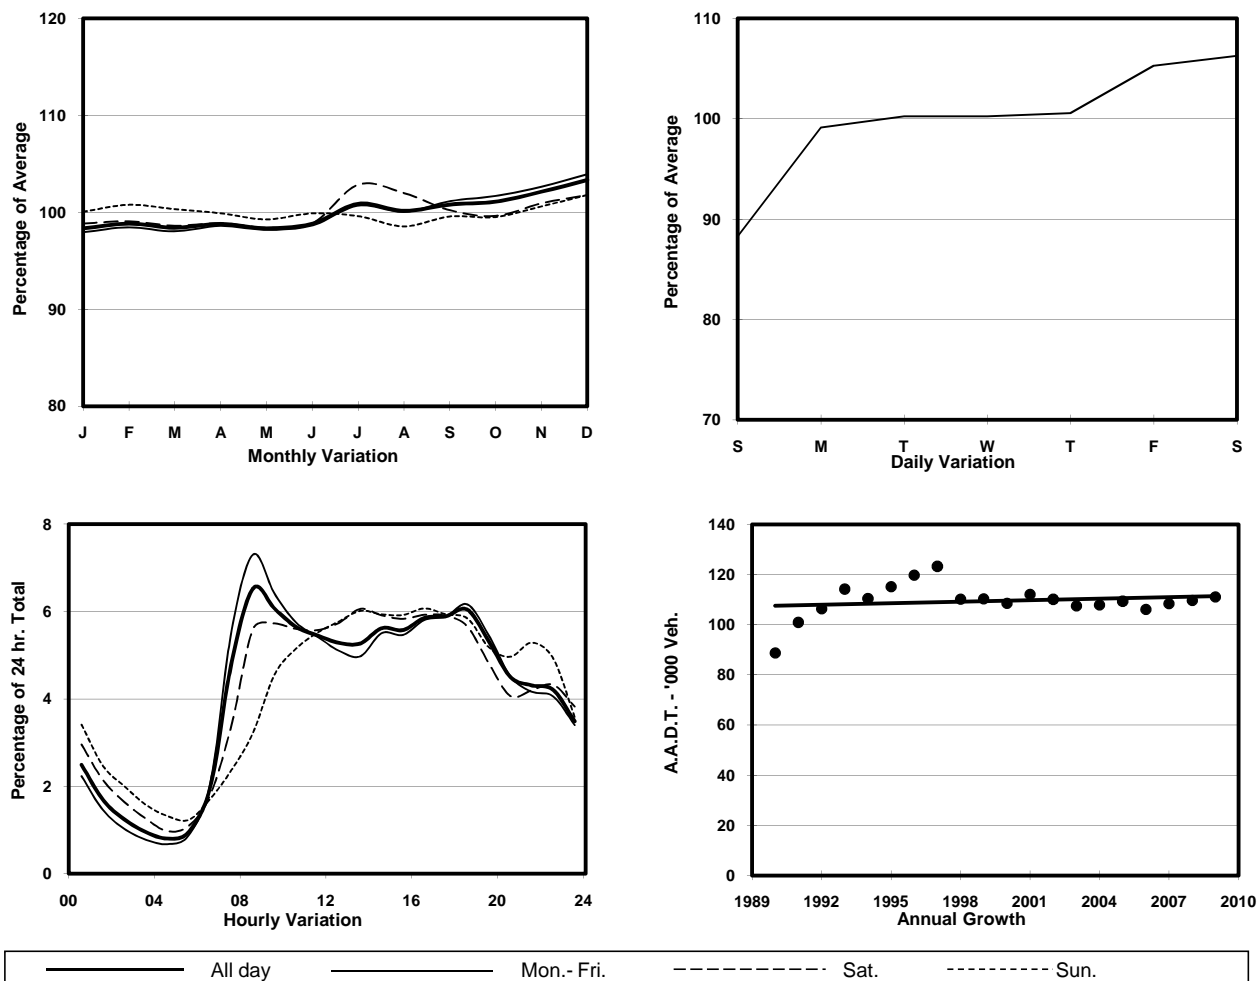 120
110
100
90
80
Percentage of Average
J F M A M J J A S O N D
Monthly Variation
110
100
90
80
70
Percentage of Average
S M T W T F S
Daily Variation
8
6
4
2
0
Percentage of 24 hr. Total
00 04 08 12 16 20 24
Hourly Variation
140
120
100
80
60
40
20
0
A.A.D.T. - '000 Veh.
1989 1992 1995 1998 2001 2004 2007 2010
Annual Growth
All day Mon.- Fri. Sat. Sun.